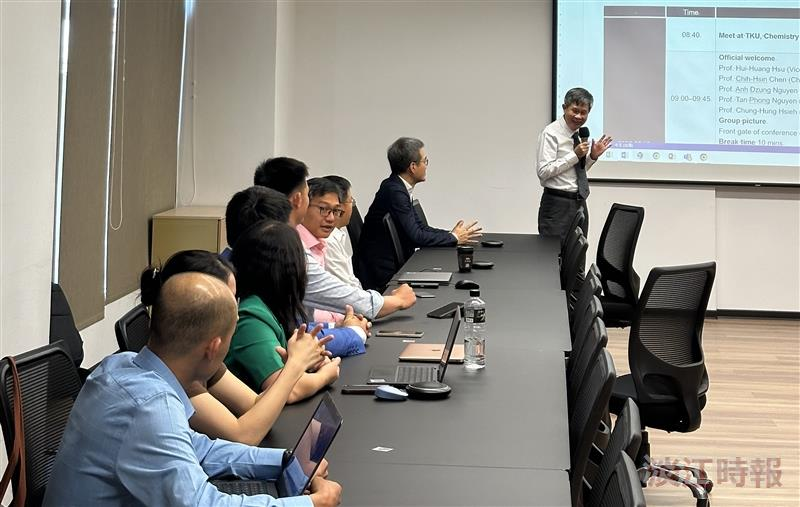 Time
08:40.
Meet at TKU, Chemistry
Official welcome.
Prof. Hui-Huang Hsu (Vic
Prof. Chih-Hsin Chen (Ch
Prof. Anh Dzung Nguyen
09:00–09:45.
Prof. Tan Phong Nguyen
Prof. Chung-Hung Hsieh
Group picture.
Front gate of conference
Break time 10 mins.
淡江時報